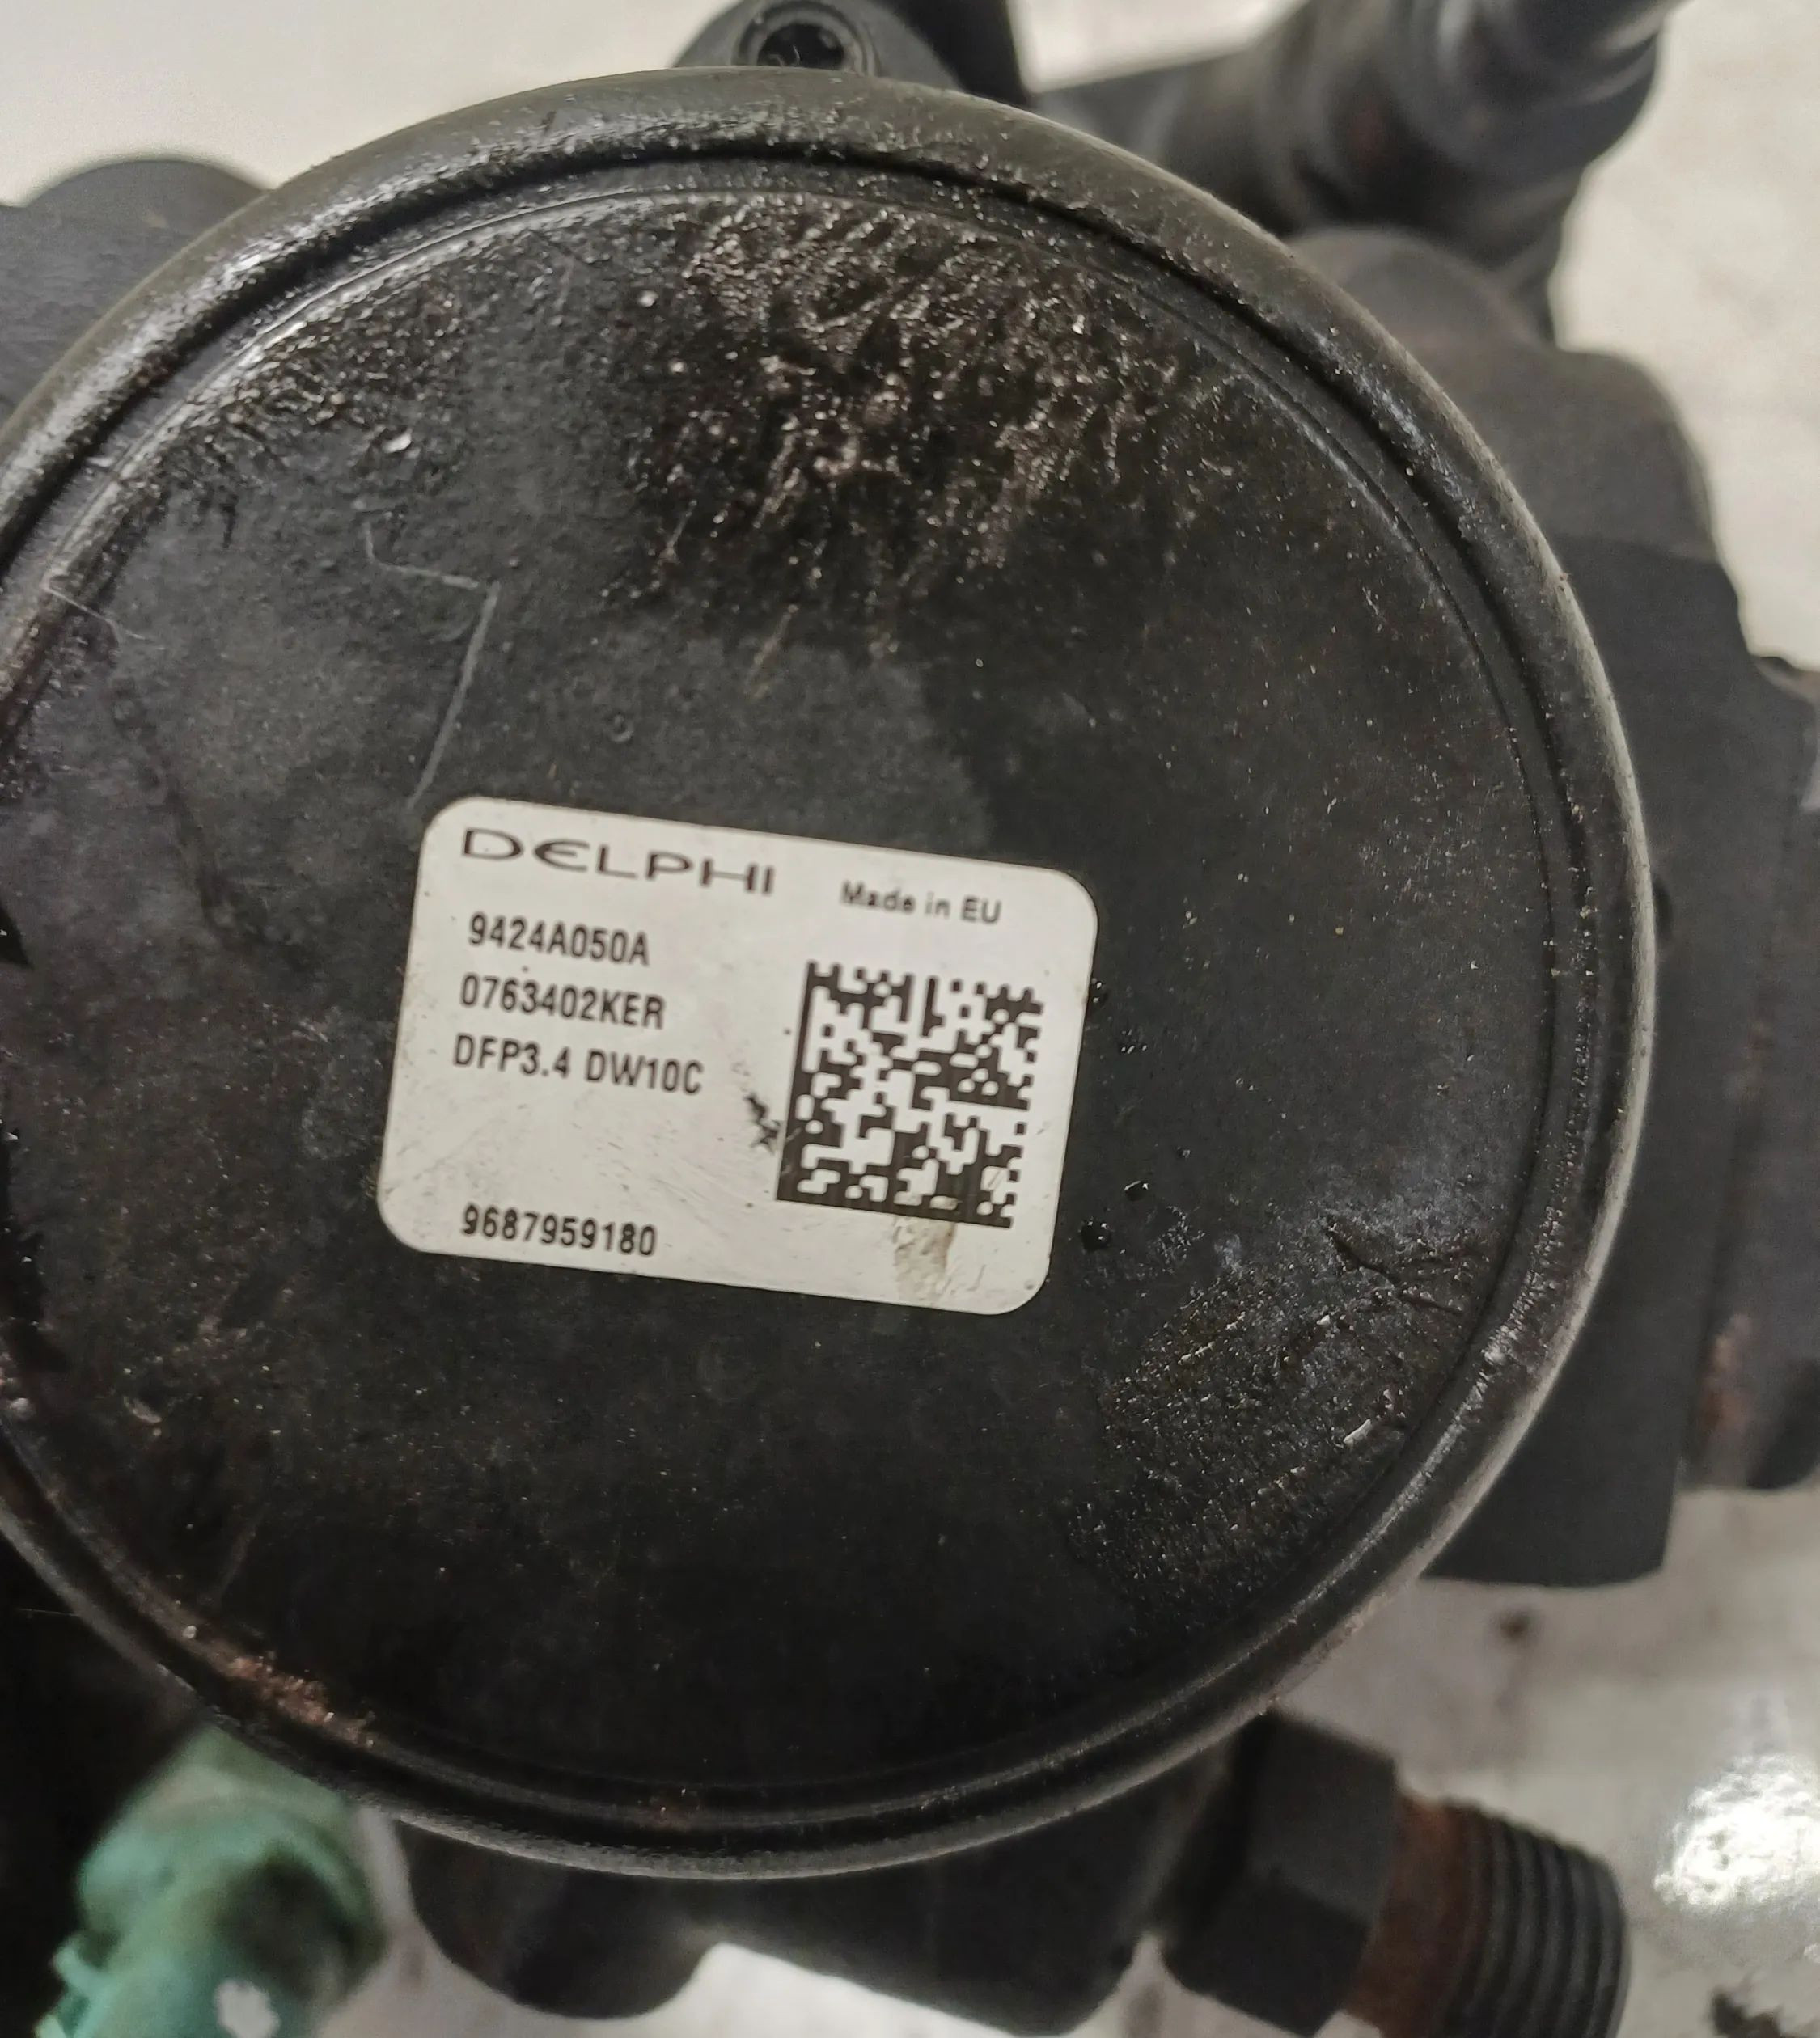 DELPHI
Made in EU
9424A050A
0763402KER
DFP3.4 DW10C
9687959180